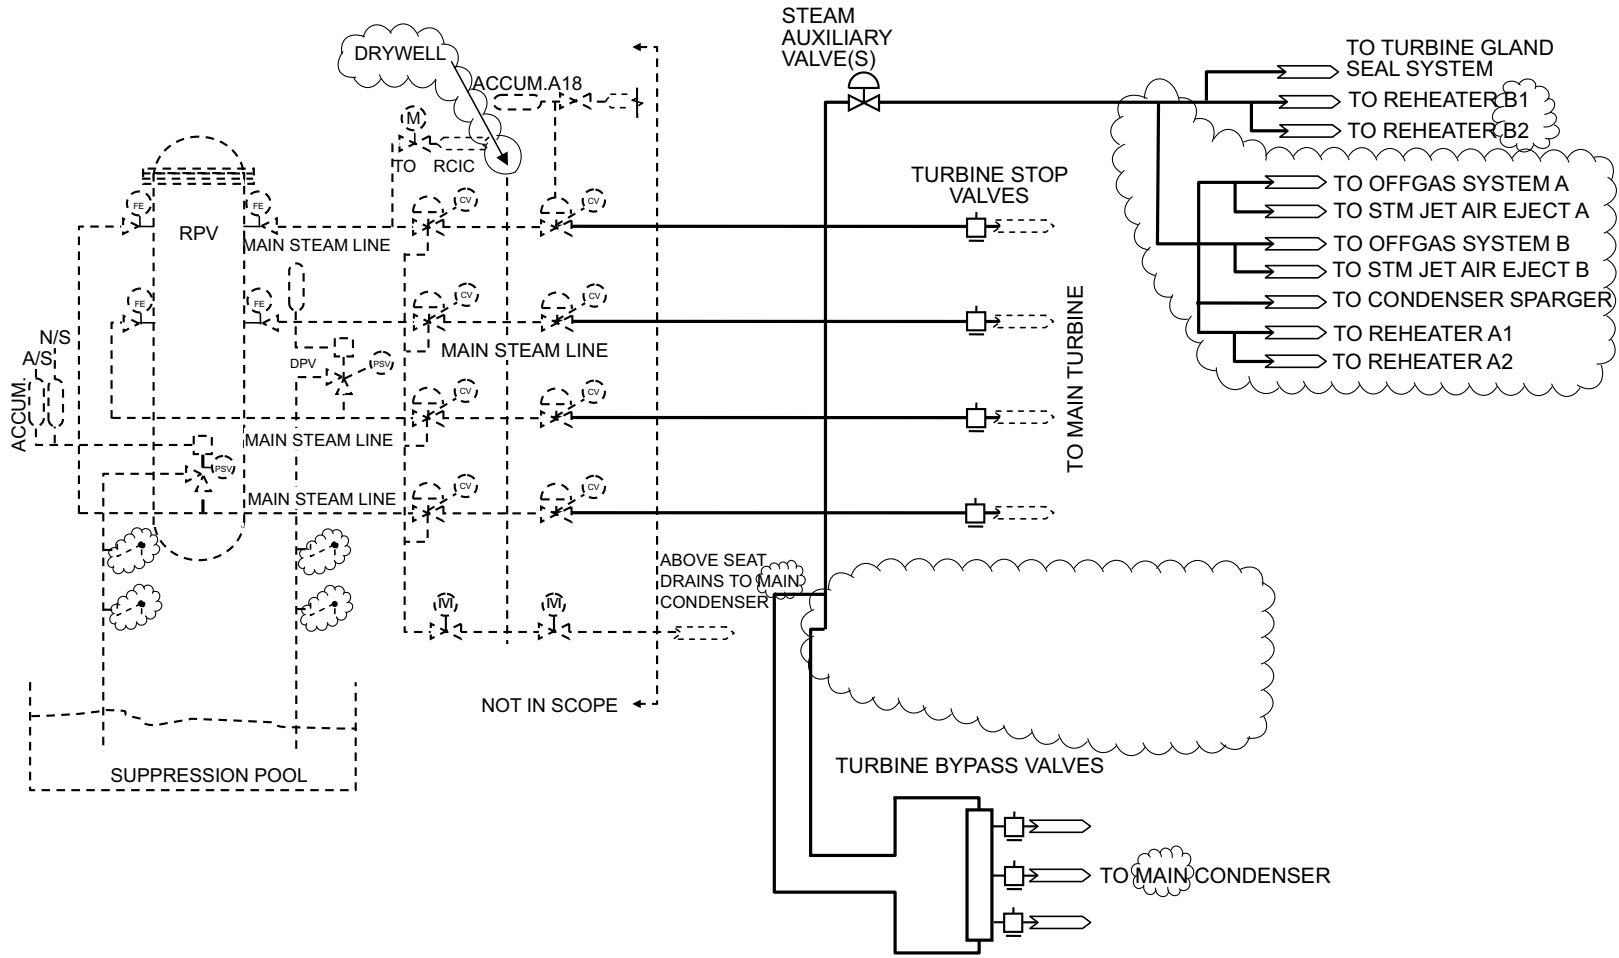 STEAM
AUXILIARY
VALVE(S)
DRYWELL
ACCUM.A18
M
TO RCIC
TO TURBINE GLAND
SEAL SYSTEM
TO REHEATER B1
TO REHEATER B2
TO OFFGAS SYSTEM A
TO STM JET AIR EJECT A
TO OFFGAS SYSTEM B
TO STM JET AIR EJECT B
TO CONDENSER SPARGER
TO REHEATER A1
TO REHEATER A2
TURBINE STOP
VALVES
FE
FE
CV
CV
RPV
MAIN STEAM LINE
FE
FE
CV
CV
N/S
A/S
ACCUM.
MAIN STEAM LINE
DPV
PSV
CV
CV
MAIN STEAM LINE
PSV
CV
CV
MAIN STEAM LINE
TO MAIN TURBINE
ABOVE SEAT
DRAINS TO MAIN
CONDENSER
M
M
NOT IN SCOPE
SUPPRESSION POOL
TURBINE BYPASS VALVES
TO MAIN CONDENSER